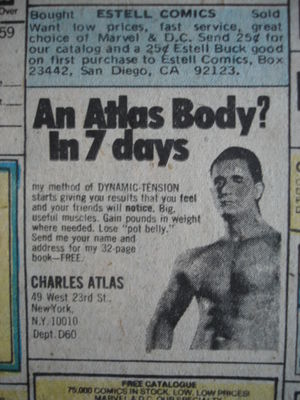 Over
59
Bought ESTELL COMICS Sold
Want low prices, fast service, great
choice of Marvel & D.C. Send 25¢ for
our catalog and a 25¢ Estell Buck good
on first purchase to Estell Comics, Box
23442, San Diego, CA 92123.
An Atlas Body?
In 7 days
my method of DYNAMIC-TENSION
starts giving you results that you feel
and your friends will notice. Big,
useful muscles. Gain pounds in weight
where needed. Lose "pot belly."
Send me your name and
address for my 32-page
book—FREE.
CHARLES ATLAS
49 West 23rd St.,
New York,
N.Y. 10010
Dept. D60
FREE CATALOGUE
75,000 COMICS IN STOCK, LOW, LOW PRICES!
MARVEL & D.C. OUR SPECIALTY